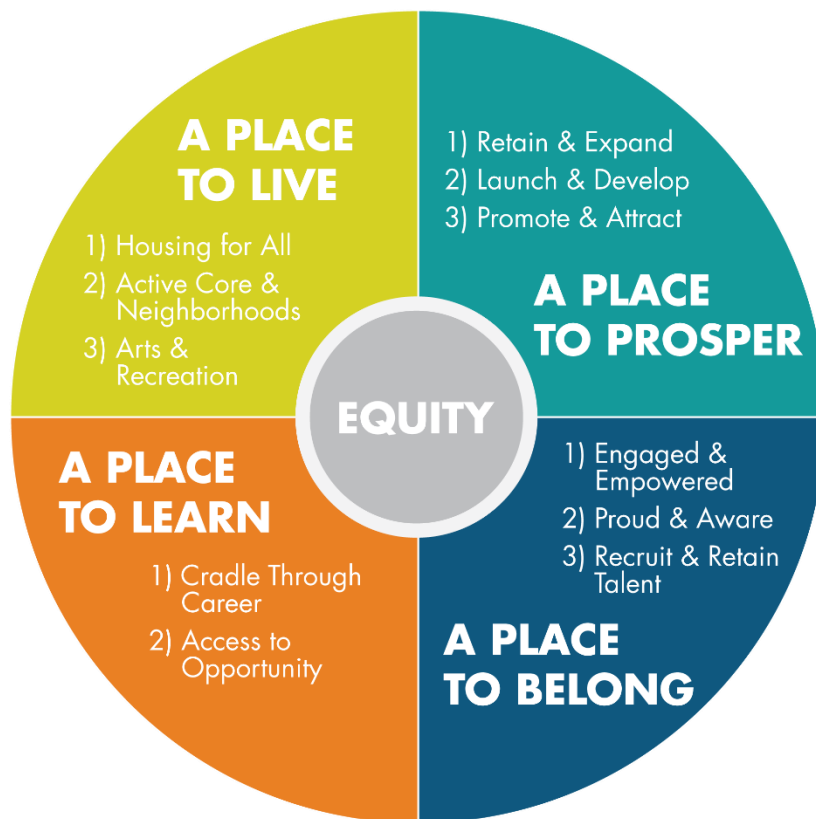 A PLACE
TO LIVE
1) Housing for All
2) Active Core &
Neighborhoods
3) Arts &
Recreation
1) Retain & Expand
2) Launch & Develop
3) Promote & Attract
A PLACE
TO PROSPER
EQUITY
A PLACE
TO LEARN
1) Cradle Through
Career
2) Access to
Opportunity
1) Engaged &
Empowered
2) Proud & Aware
3) Recruit & Retain
Talent
A PLACE
TO BELONG